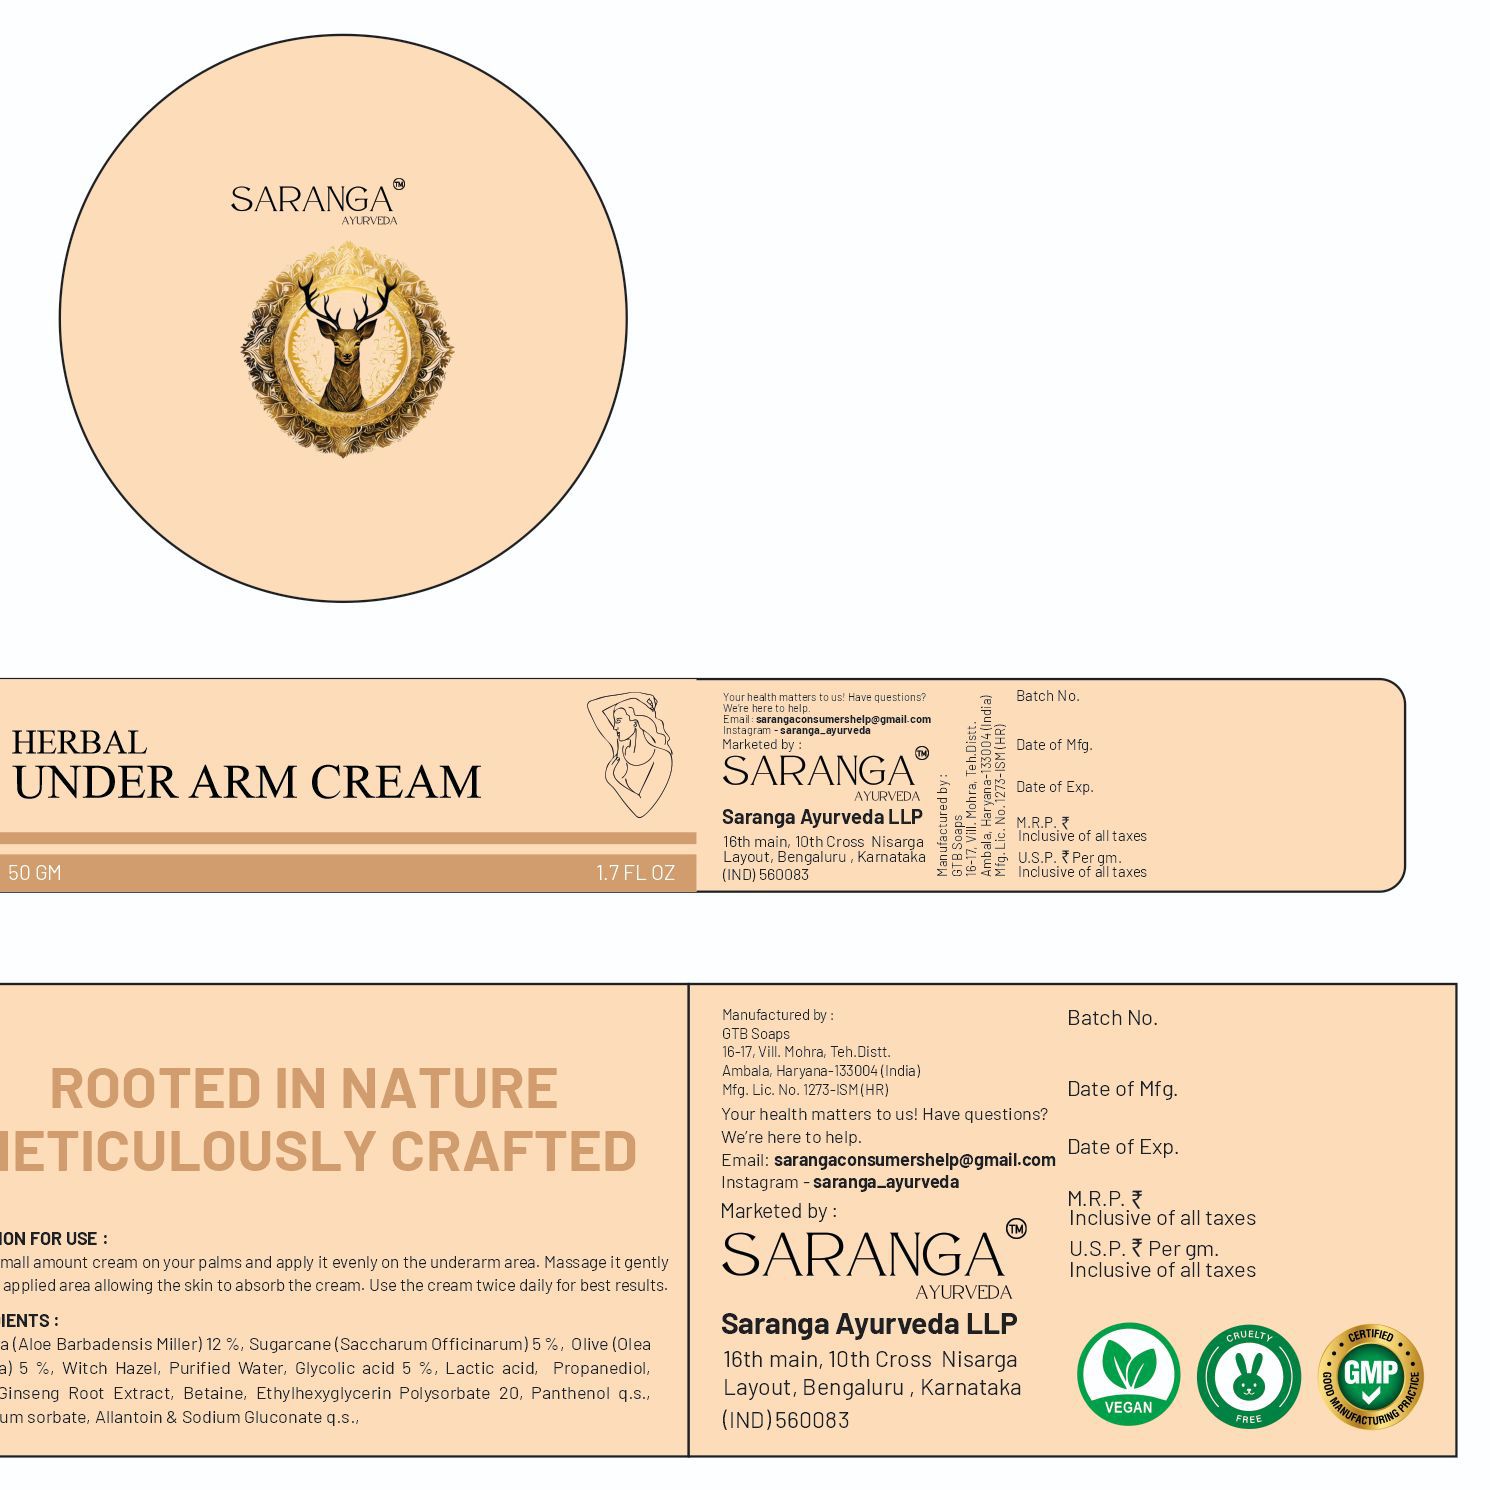 SARANGA™
AYURVEDA
HERBAL
UNDER ARM CREAM
50 GM
1.7 FL OZ
Your health matters to us! Have questions?
We're here to help.
Email: sarangaconsumershelp@gmail.com
Instagram - saranga_ayurveda
Marketed by :
SARANGA™
AYURVEDA
Saranga Ayurveda LLP
16th main, 10th Cross Nisarga
Layout, Bengaluru , Karnataka
(IND) 560083
Manufactured by :
GTB Soaps
16-17, Vill. Mohra, Teh.Distt.
Ambala, Haryana-133004 (India)
Mfg. Lic. No. 1273-ISM (HR)
Batch No.
Date of Mfg.
Date of Exp.
M.R.P. ₹
Inclusive of all taxes
U.S.P. ₹ Per gm.
Inclusive of all taxes
ROOTED IN NATURE
METICULOUSLY CRAFTED
ION FOR USE :
mall amount cream on your palms and apply it evenly on the underarm area. Massage it gently
applied area allowing the skin to absorb the cream. Use the cream twice daily for best results.
IENTS :
a (Aloe Barbadensis Miller) 12 %, Sugarcane (Saccharum Officinarum) 5 %, Olive (Olea
a) 5 %, Witch Hazel, Purified Water, Glycolic acid 5 %, Lactic acid, Propanediol,
Ginseng Root Extract, Betaine, Ethylhexyglycerin Polysorbate 20, Panthenol q.s.,
um sorbate, Allantoin & Sodium Gluconate q.s.,
Manufactured by :
GTB Soaps
16-17, Vill. Mohra, Teh.Distt.
Ambala, Haryana-133004 (India)
Mfg. Lic. No. 1273-ISM (HR)
Your health matters to us! Have questions?
We're here to help.
Email: sarangaconsumershelp@gmail.com
Instagram - saranga_ayurveda
Marketed by :
SARANGA™
AYURVEDA
Saranga Ayurveda LLP
16th main, 10th Cross Nisarga
Layout, Bengaluru , Karnataka
(IND) 560083
Batch No.
Date of Mfg.
Date of Exp.
M.R.P. ₹
Inclusive of all taxes
U.S.P. ₹ Per gm.
Inclusive of all taxes
VEGAN
CRUELTY
FREE
CERTIFIED
GMP
GOOD MANUFACTURING PRACTICE